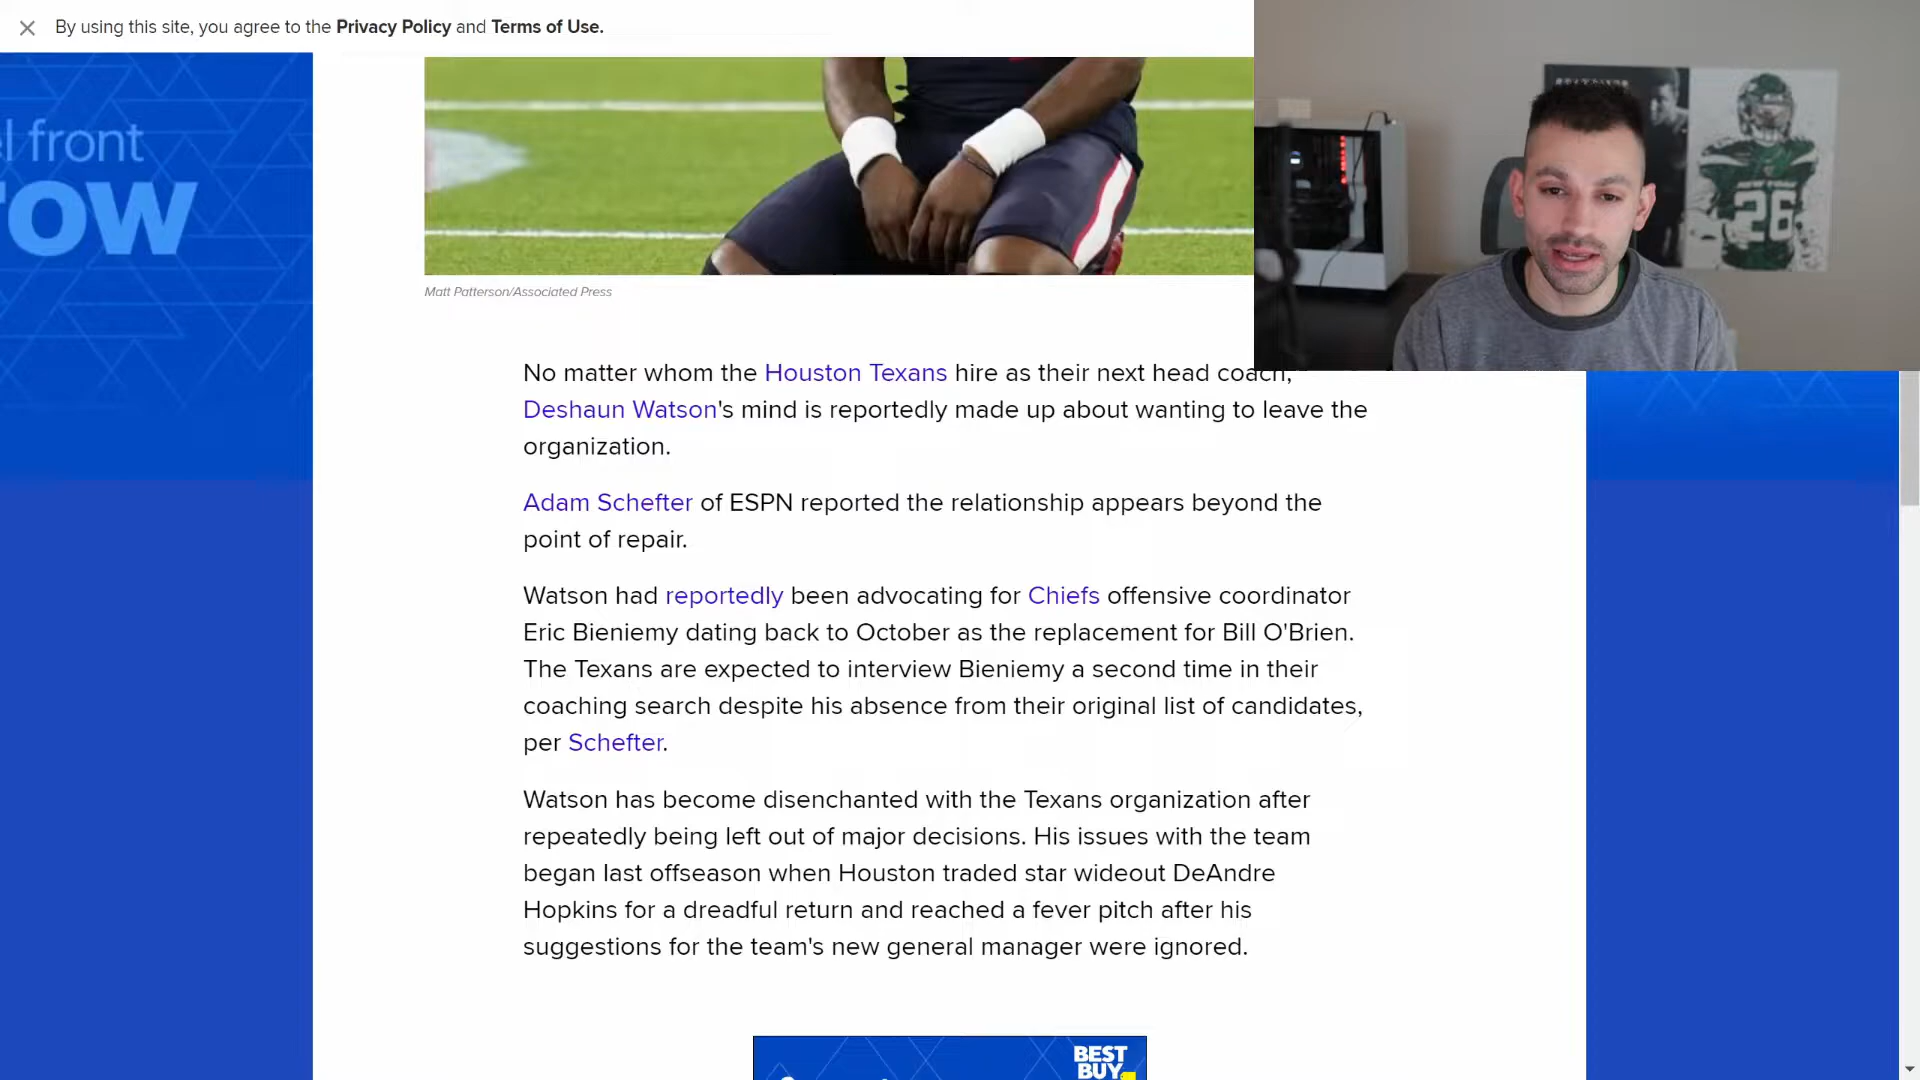 By using this site, you agree to the Privacy Policy and Terms of Use.
el front
row
26
Matt Patterson/Associated Press
No matter whom the Houston Texans hire as their next head coach,
Deshaun Watson's mind is reportedly made up about wanting to leave the
organization.
Adam Schefter of ESPN reported the relationship appears beyond the
point of repair.
Watson had reportedly been advocating for Chiefs offensive coordinator
Eric Bieniemy dating back to October as the replacement for Bill O'Brien.
The Texans are expected to interview Bieniemy a second time in their
coaching search despite his absence from their original list of candidates,
per Schefter.
Watson has become disenchanted with the Texans organization after
repeatedly being left out of major decisions. His issues with the team
began last offseason when Houston traded star wideout DeAndre
Hopkins for a dreadful return and reached a fever pitch after his
suggestions for the team's new general manager were ignored.
BEST
BUY